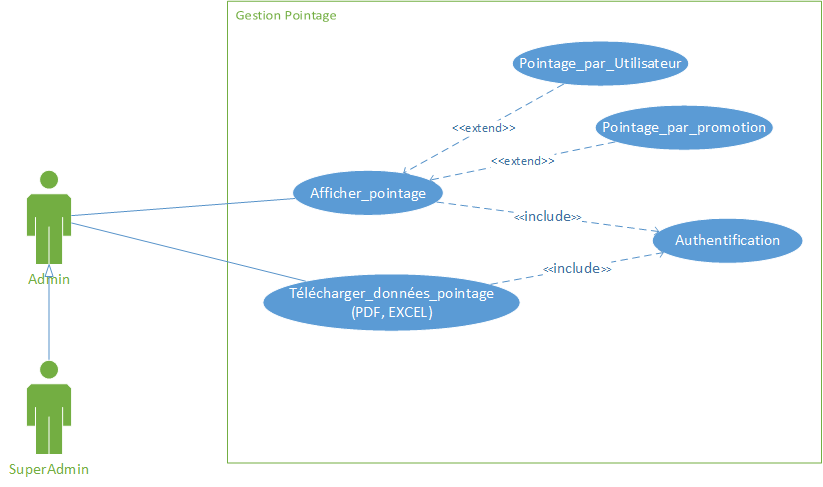 Gestion Pointage
Pointage_par_Utilisateur
<<extend>>
Pointage_par_promotion
<<extend>>
Afficher_pointage
<<include>>
Authentification
<<include>>
Admin
Télécharger_données_pointage
(PDF, EXCEL)
SuperAdmin